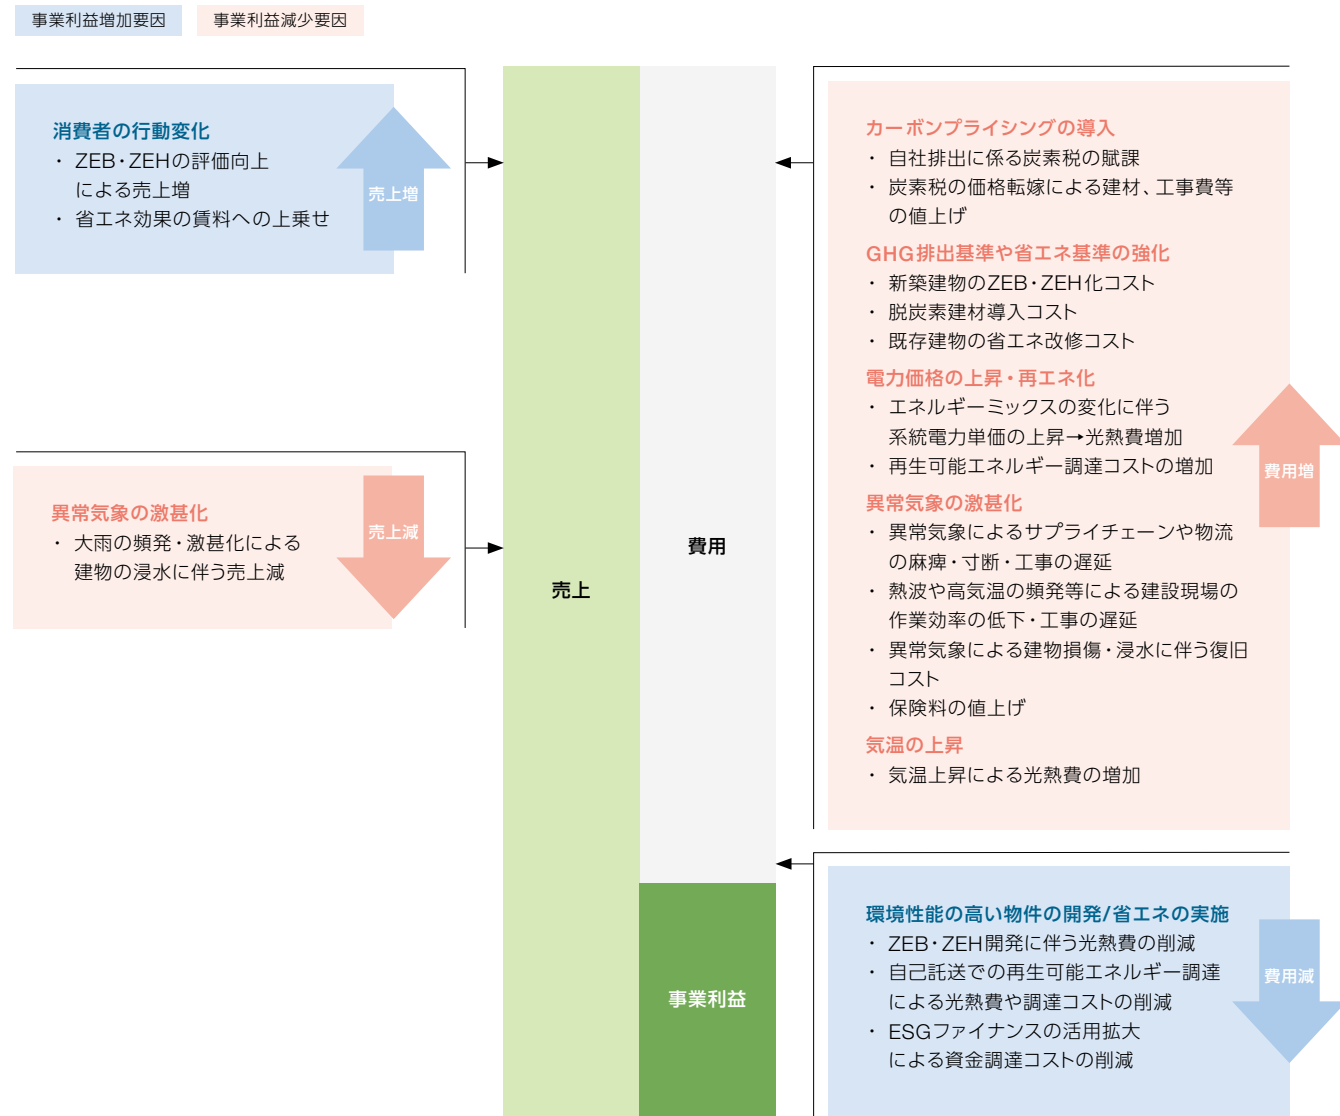 事業利益増加要因
事業利益減少要因
消費者の行動変化
・ ZEB・ZEHの評価向上
による売上増
・ 省エネ効果の賃料への上乗せ
売上増
異常気象の激甚化
・ 大雨の頻発・激甚化による
建物の浸水に伴う売上減
売上減
売上
費用
事業利益
カーボンプライシングの導入
・ 自社排出に係る炭素税の賦課
・ 炭素税の価格転嫁による建材、工事費等
の値上げ
GHG排出基準や省エネ基準の強化
・ 新築建物のZEB・ZEH化コスト
・ 脱炭素建材導入コスト
・ 既存建物の省エネ改修コスト
電力価格の上昇・再エネ化
・ エネルギーミックスの変化に伴う
系統電力単価の上昇→光熱費増加
・ 再生可能エネルギー調達コストの増加
異常気象の激甚化
・ 異常気象によるサプライチェーンや物流
の麻痺・寸断・工事の遅延
・ 熱波や高気温の頻発等による建設現場の
作業効率の低下・工事の遅延
・ 異常気象による建物損傷・浸水に伴う復旧
コスト
・ 保険料の値上げ
気温の上昇
・ 気温上昇による光熱費の増加
費用増
環境性能の高い物件の開発/省エネの実施
・ ZEB・ZEH開発に伴う光熱費の削減
・ 自己託送での再生可能エネルギー調達
による光熱費や調達コストの削減
・ ESGファイナンスの活用拡大
による資金調達コストの削減
費用減